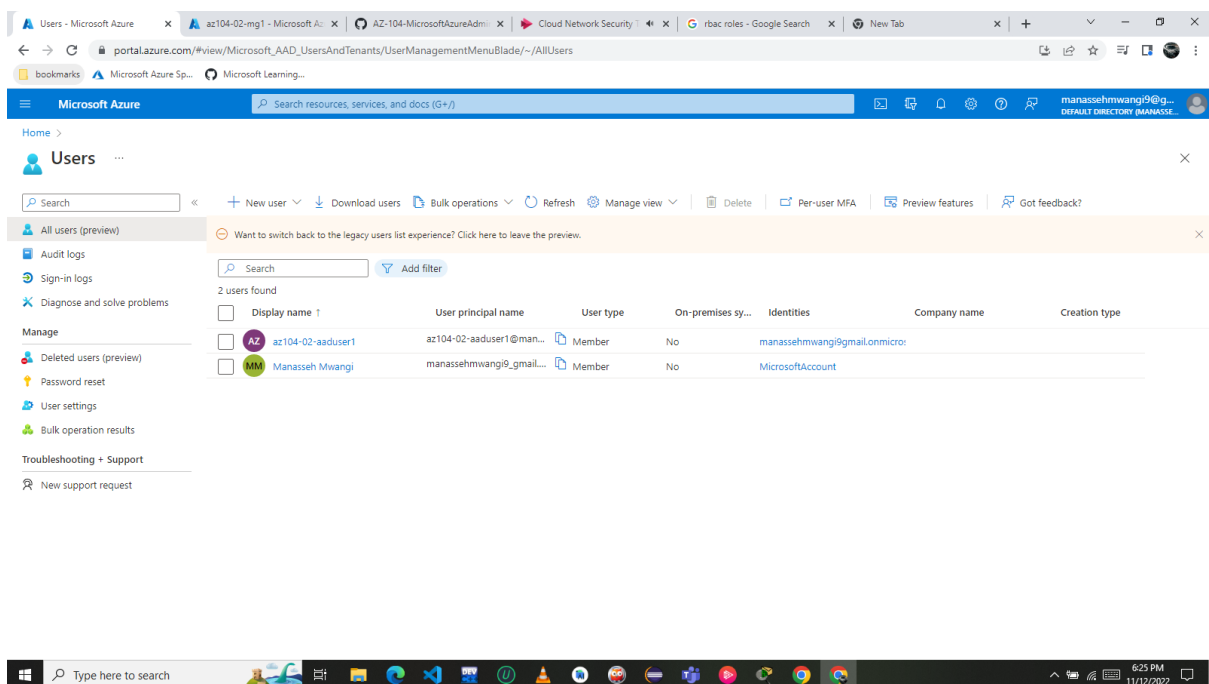 Users - Microsoft Azure
az104-02-mg1 - Microsoft Az
AZ-104-MicrosoftAzureAdmi
Cloud Network Security T
rbac roles - Google Search
New Tab
portal.azure.com/#view/Microsoft_AAD_UsersAndTenants/UserManagementMenuBlade/~/AllUsers
bookmarks Microsoft Azure Sp... Microsoft Learning...
Microsoft Azure
Search resources, services, and docs (G+/)
manassehmwangi9@g...
DEFAULT DIRECTORY (MANASSE...
Home >
Users ...
Search «
New user Download users Bulk operations Refresh Manage view Delete Per-user MFA Preview features Got feedback?
All users (preview)
Audit logs
Sign-in logs
Diagnose and solve problems
Manage
Deleted users (preview)
Password reset
User settings
Bulk operation results
Troubleshooting + Support
New support request
Want to switch back to the legacy users list experience? Click here to leave the preview.
Search Add filter
2 users found
Display name ↑ User principal name User type On-premises sy... Identities Company name Creation type
AZ az104-02-aaduser1 az104-02-aaduser1@man... Member No manassehmwangi9gmail.onmicros
MM Manasseh Mwangi manassehmwangi9_gmail.... Member No MicrosoftAccount
Type here to search
DEV
6:25 PM
11/12/2022